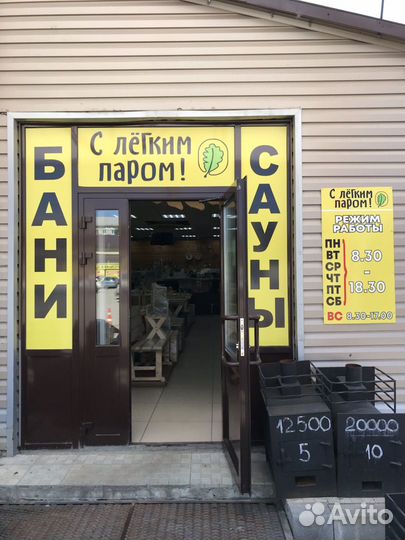 БАНИ
С лёгким
паром!
САУНЫ
С лёгким
паром!
РЕЖИМ
РАБОТЫ
ПН
ВТ
СР
ЧТ
ПТ
СБ
8.30
-
18.30
ВС 8.30-17.00
12500
5
20000
10
Avito